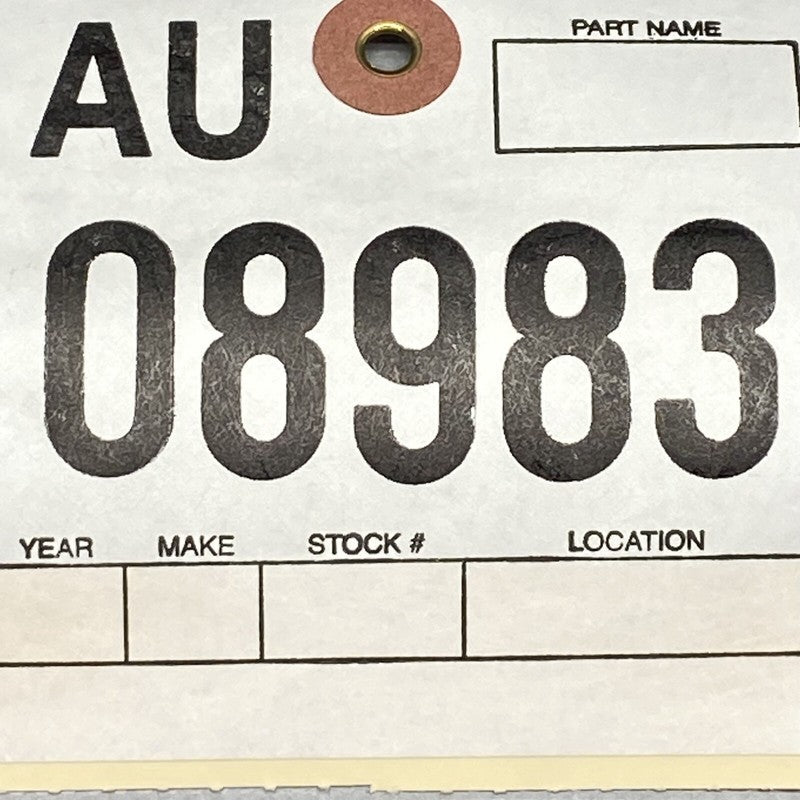 AU PART NAME
08983
YEAR MAKE STOCK # LOCATION